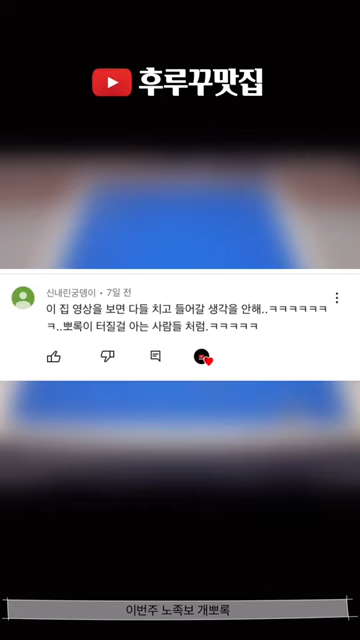 후루꾸맛집
신내린궁뎅이 • 7일 전
이 집 영상을 보면 다들 치고 들어갈 생각을 안해..ㅋㅋㅋㅋㅋㅋ
ㅋ..뽀록이 터질걸 아는 사람들 처럼.ㅋㅋㅋㅋㅋ
이번주 노족보 개뽀록